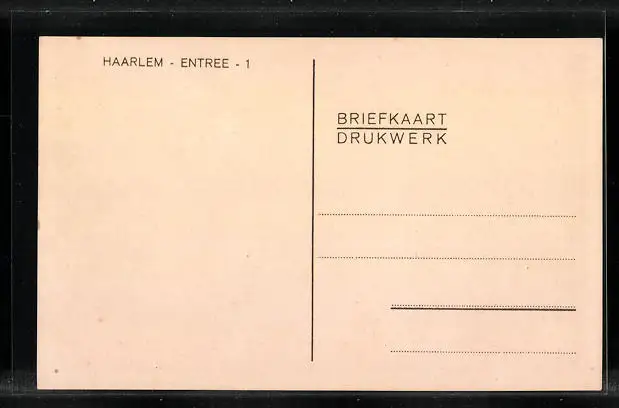 HAARLEM - ENTREE - 1
BRIEFKAART
DRUKWERK